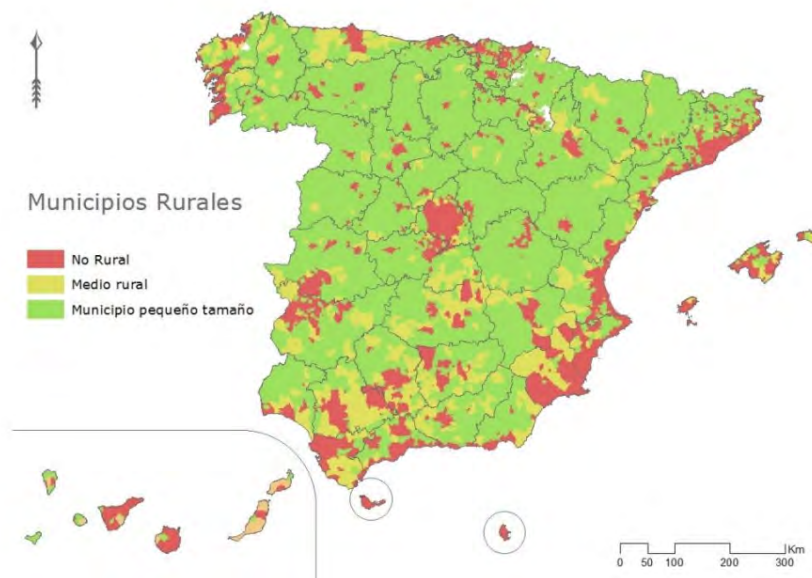 Municipios Rurales
No Rural
Medio rural
Municipio pequeño tamaño
Km
0 50 100 200 300